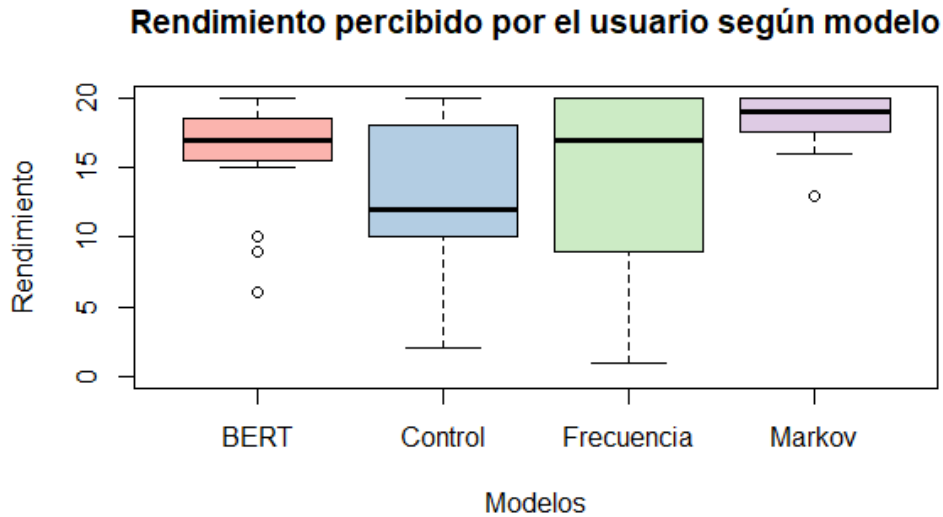 Rendimiento percibido por el usuario según modelo
Rendimiento
20
15
10
5
0
BERT Control Frecuencia Markov
Modelos